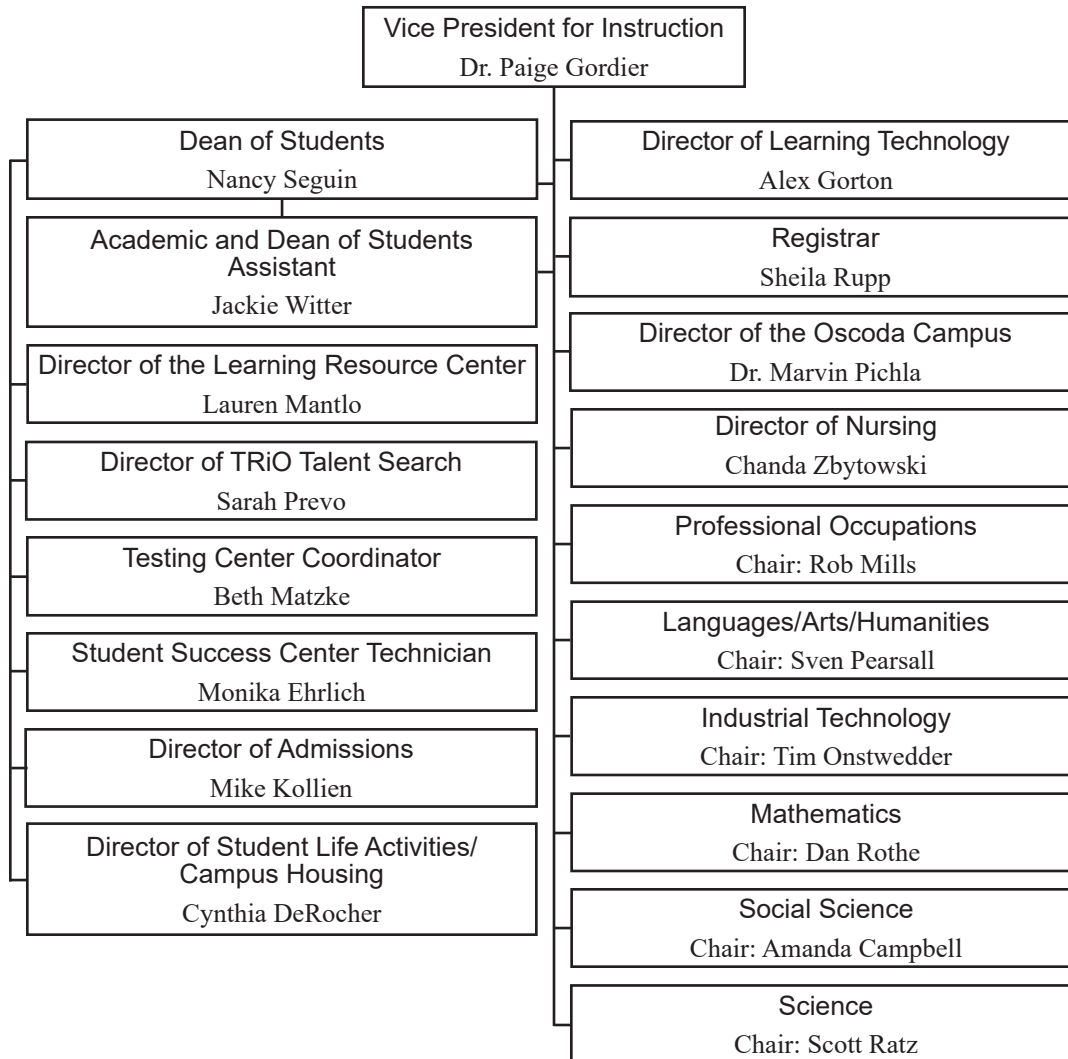 Vice President for Instruction
Dr. Paige Gordier
Dean of Students
Nancy Seguin
Academic and Dean of Students
Assistant
Jackie Witter
Director of the Learning Resource Center
Lauren Mantlo
Director of TRiO Talent Search
Sarah Prevo
Testing Center Coordinator
Beth Matzke
Student Success Center Technician
Monika Ehrlich
Director of Admissions
Mike Kollien
Director of Student Life Activities/
Campus Housing
Cynthia DeRocher
Director of Learning Technology
Alex Gorton
Registrar
Sheila Rupp
Director of the Oscoda Campus
Dr. Marvin Pichla
Director of Nursing
Chanda Zbytowski
Professional Occupations
Chair: Rob Mills
Languages/Arts/Humanities
Chair: Sven Pearsall
Industrial Technology
Chair: Tim Onstwedder
Mathematics
Chair: Dan Rothe
Social Science
Chair: Amanda Campbell
Science
Chair: Scott Ratz